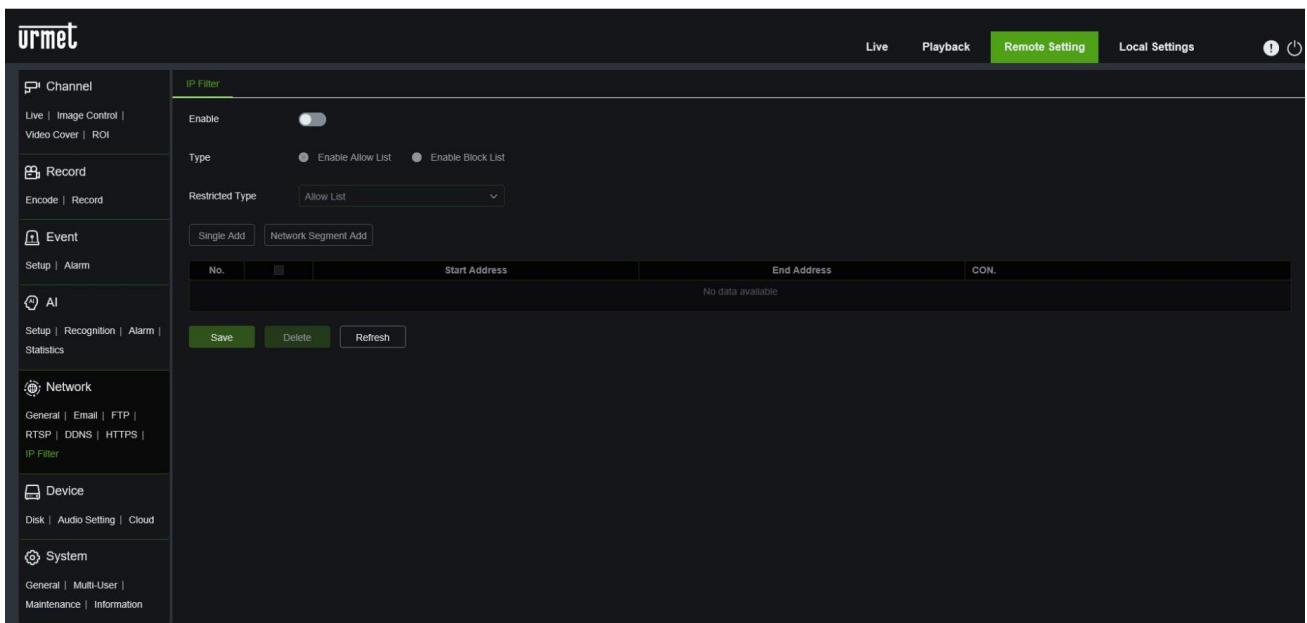 urmet
Live Playback Remote Setting Local Settings
Channel
Live | Image Control |
Video Cover | ROI
Record
Encode | Record
Event
Setup | Alarm
AI
Setup | Recognition | Alarm |
Statistics
Network
General | Email | FTP |
RTSP | DDNS | HTTPS |
IP Filter
Device
Disk | Audio Setting | Cloud
System
General | Multi-User |
Maintenance | Information
IP Filter
Enable
Type Enable Allow List Enable Block List
Restricted Type Allow List
Single Add Network Segment Add
No. Start Address End Address CON.
No data available
Save Delete Refresh